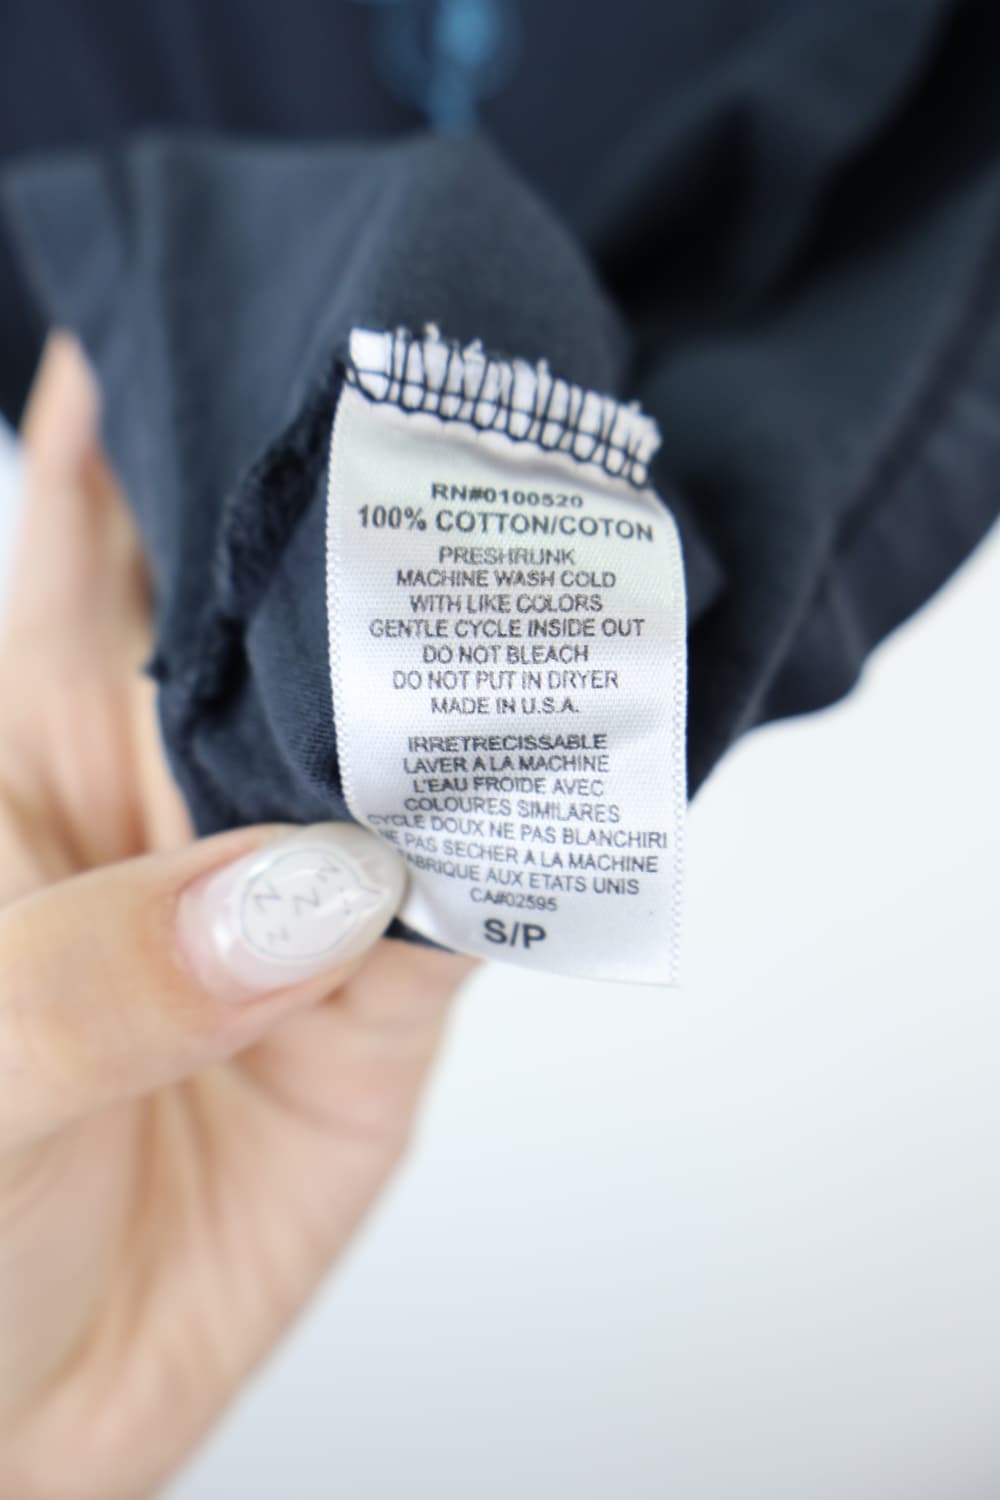 RN#0100520
100% COTTON/COTON
PRESHRUNK
MACHINE WASH COLD
WITH LIKE COLORS
GENTLE CYCLE INSIDE OUT
DO NOT BLEACH
DO NOT PUT IN DRYER
MADE IN U.S.A.
IRRETRECISSABLE
LAVER A LA MACHINE
L'EAU FROIDE AVEC
COLOURES SIMILARES
CYCLE DOUX NE PAS BLANCHIRI
NE PAS SECHER A LA MACHINE
FABRIQUE AUX ETATS UNIS
CA#02595
S/P
Z Z Z Z